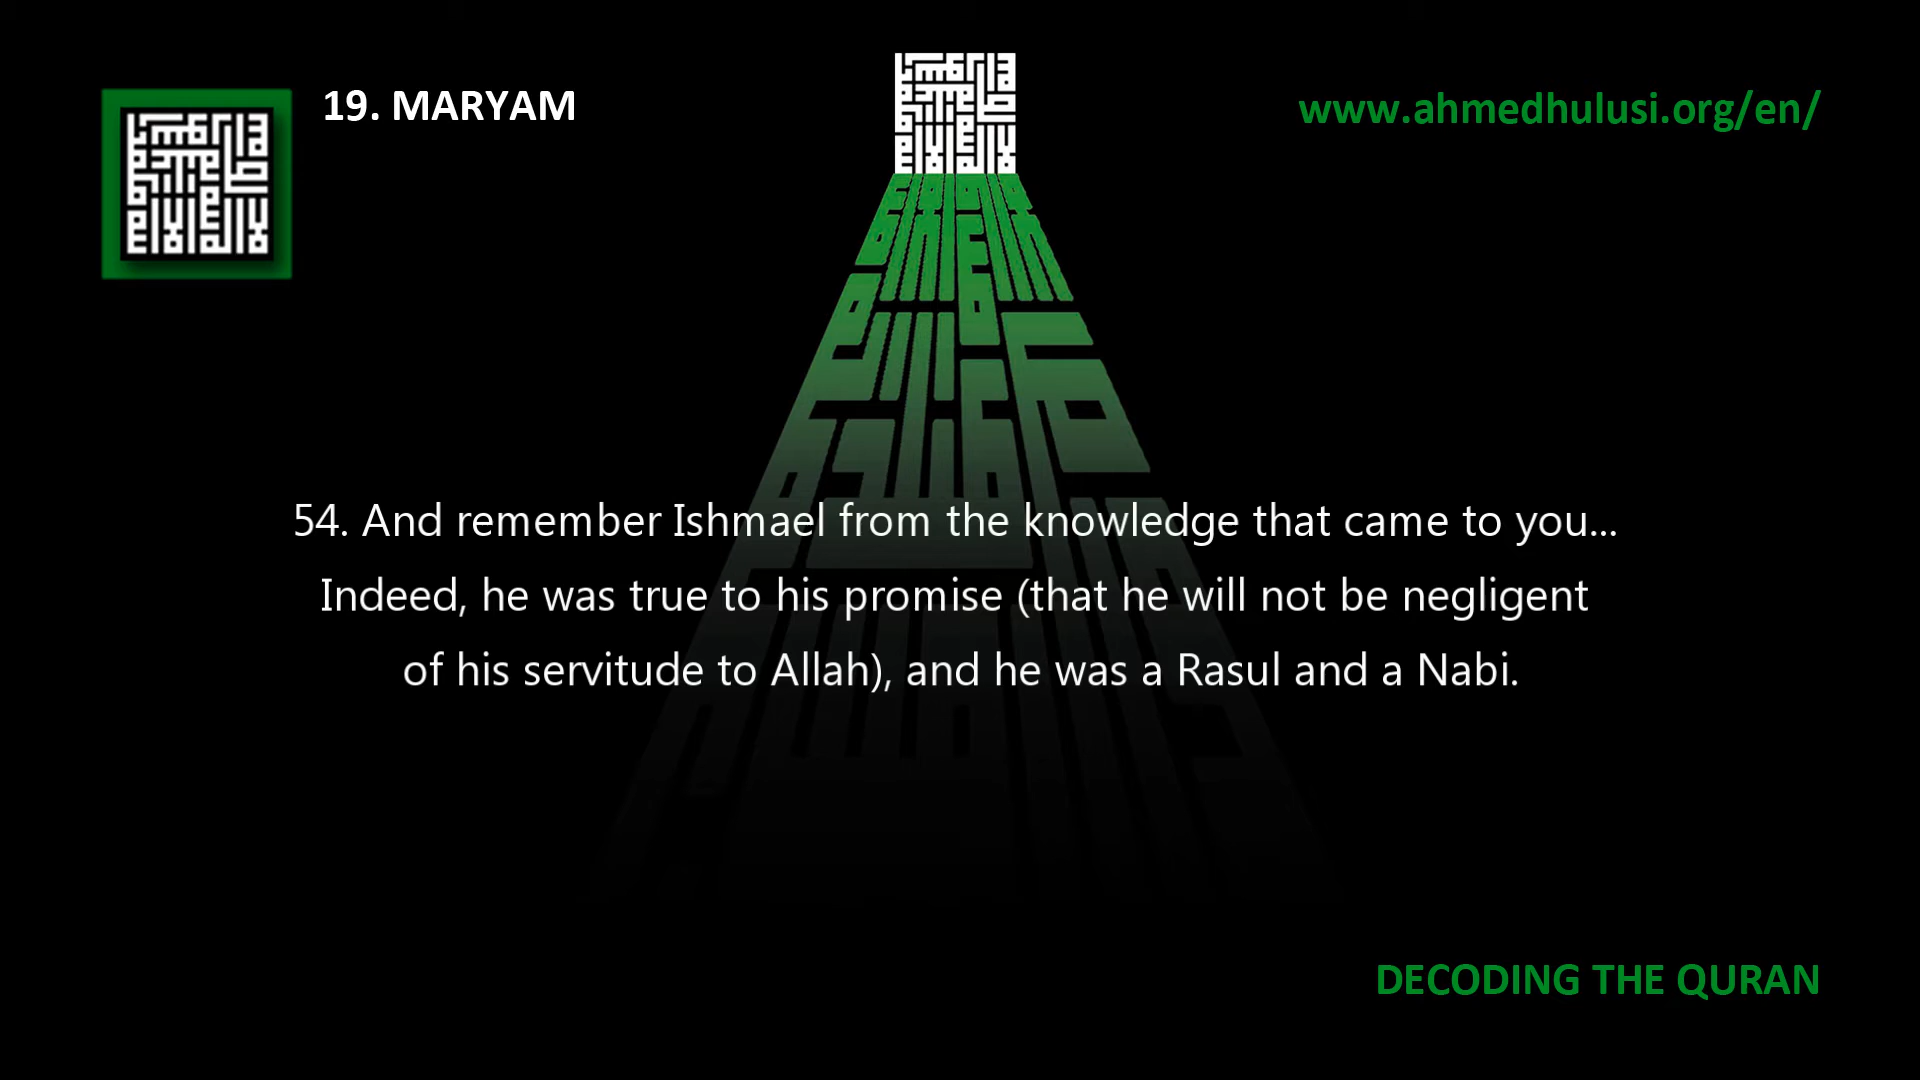 19. MARYAM
www.ahmedhulusi.org/en/
54. And remember Ishmael from the knowledge that came to you...
Indeed, he was true to his promise (that he will not be negligent
of his servitude to Allah), and he was a Rasul and a Nabi.
DECODING THE QURAN